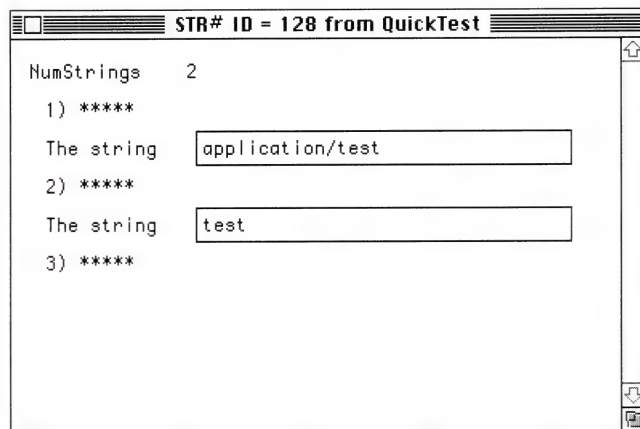 STR# ID = 128 from QuickTest
NumStrings 2
1) *****
The string application/test
2) *****
The string test
3) *****